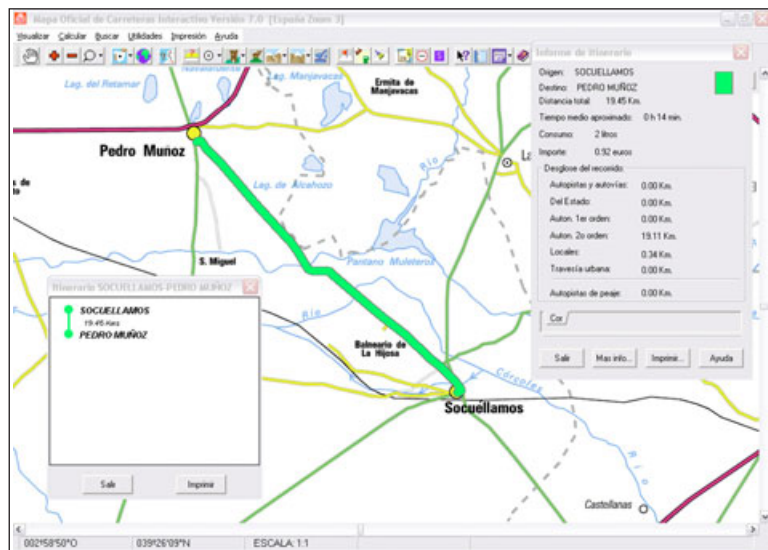 Mapa Oficial de Carreteras Interactivo Versión 7.0 [España Zoom 3]
Visualizar Calcular Buscar Utilidades Impresión Ayuda
Lag. del Retamar
Lag. Manjavacas
Ermita de
Manjavacas
Pedro Muñoz
Río
La
Lag. de Alcahozo
s de
S. Miguel
Pantano Muleteros
Río
Balneario de
La Hijosa
Córcoles
Socuéllamos
Río
Castellanas
Informe de Itinerario
Origen: SOCUELLAMOS
Destino: PEDRO MUÑOZ
Distancia total 19.45 Km.
Tiempo medio aproximado: 0 h 14 min.
Consumo: 2 litros
Importe: 0.92 euros
Desglose del recorrido
Autopistas y autovías: 0.00 Km.
Del Estado: 0.00 Km.
Auton. 1er orden: 0.00 Km.
Auton. 2o orden: 19.11 Km.
Locales: 0.34 Km.
Travesía urbana: 0.00 Km.
Autopistas de peaje: 0.00 Km.
Cor
Salir Mas info... Imprimir... Ayuda
Itinerario SOCUELLAMOS-PEDRO MUÑOZ
SOCUELLAMOS
19.45 Kms
PEDRO MUÑOZ
Salir Imprimir
002º58'50"O 039º26'09"N ESCALA: 1:1